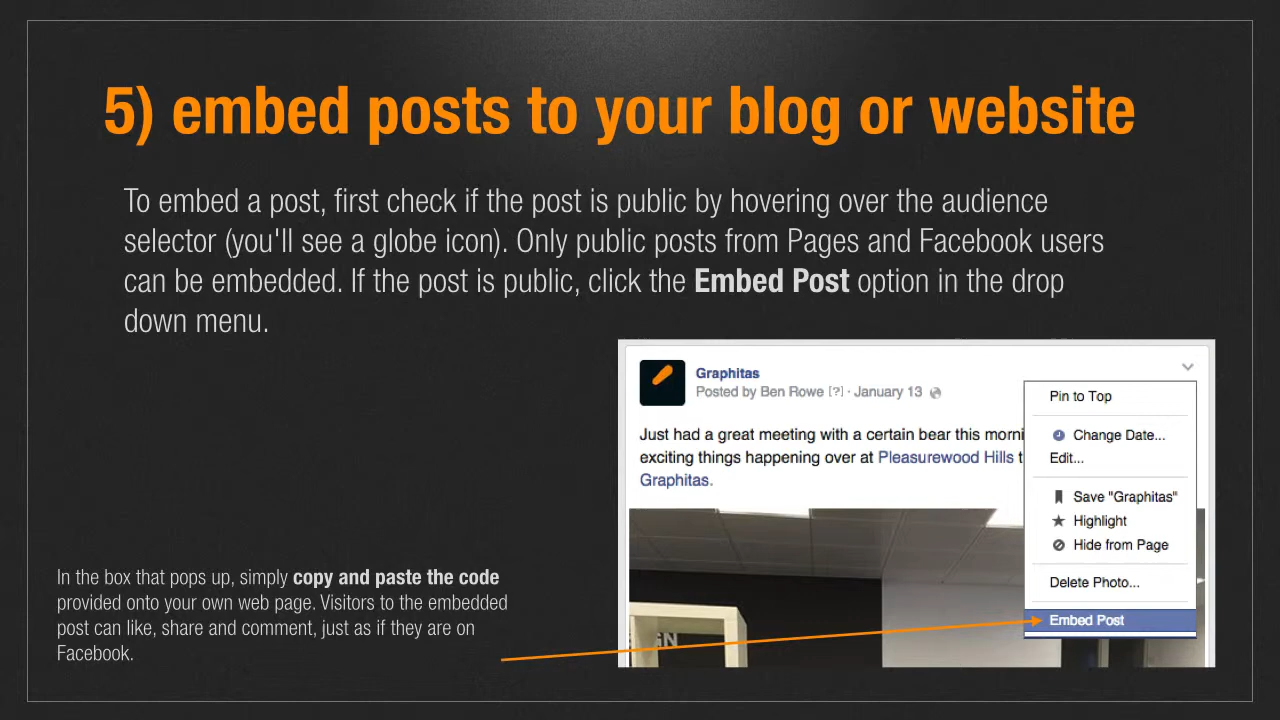 5) embed posts to your blog or website
To embed a post, first check if the post is public by hovering over the audience
selector (you'll see a globe icon). Only public posts from Pages and Facebook users
can be embedded. If the post is public, click the Embed Post option in the drop
down menu.
Graphitas
Posted by Ben Rowe [?] · January 13
Just had a great meeting with a certain bear this morni
exciting things happening over at Pleasurewood Hills t
Graphitas.
Pin to Top
Change Date...
Edit...
Save "Graphitas"
Highlight
Hide from Page
Delete Photo...
Embed Post
In the box that pops up, simply copy and paste the code
provided onto your own web page. Visitors to the embedded
post can like, share and comment, just as if they are on
Facebook.